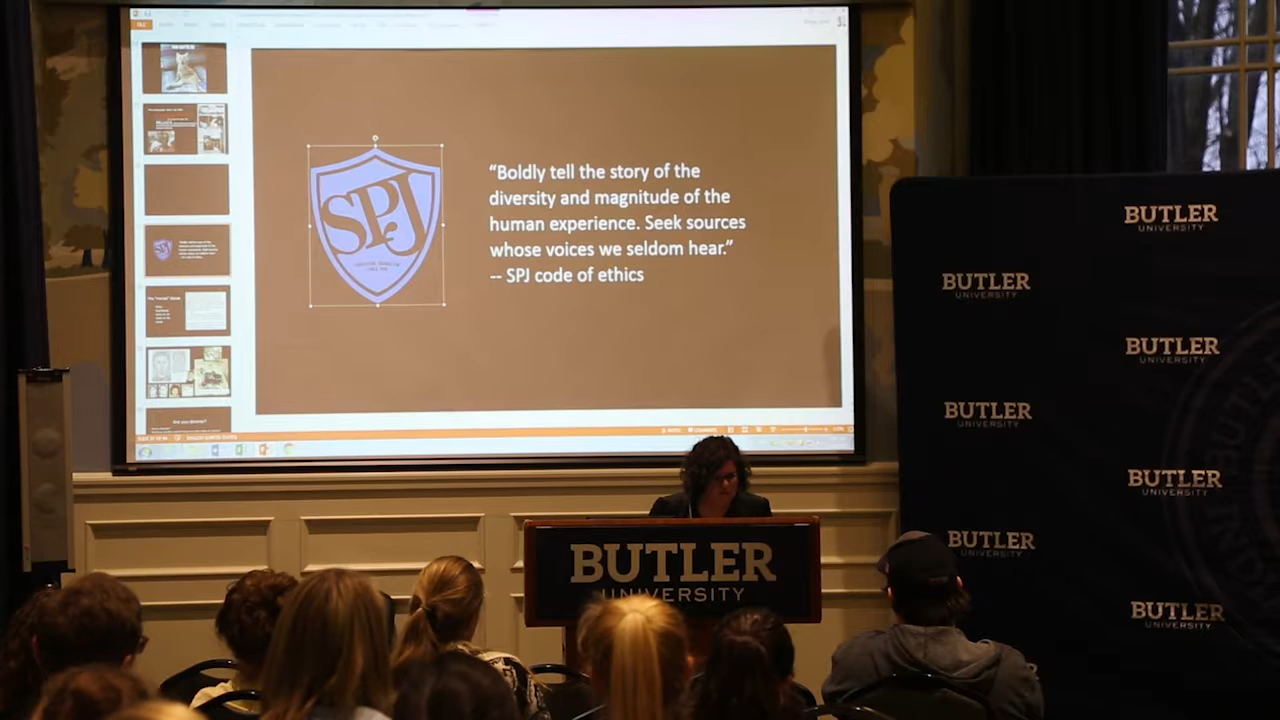 FILE
SPJ
“Boldly tell the story of the
diversity and magnitude of the
human experience. Seek sources
whose voices we seldom hear.”
-- SPJ code of ethics
BUTLER
UNIVERSITY
BUTLER
UNIVERSITY
BUTLER
UNIVERSITY
BUTLER
UNIVERSITY
BUTLER
UNIVERSITY
BUTLER
UNIVERSITY
BUTLER
UNIVERSITY
BUTLER
UNIVERSITY